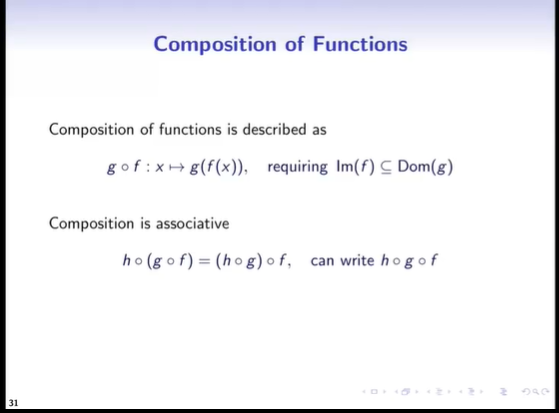 Composition of Functions
Composition of functions is described as
g ∘ f : x ↦ g(f(x)), requiring Im(f) ⊆ Dom(g)
Composition is associative
h ∘ (g ∘ f) = (h ∘ g) ∘ f, can write h ∘ g ∘ f
31